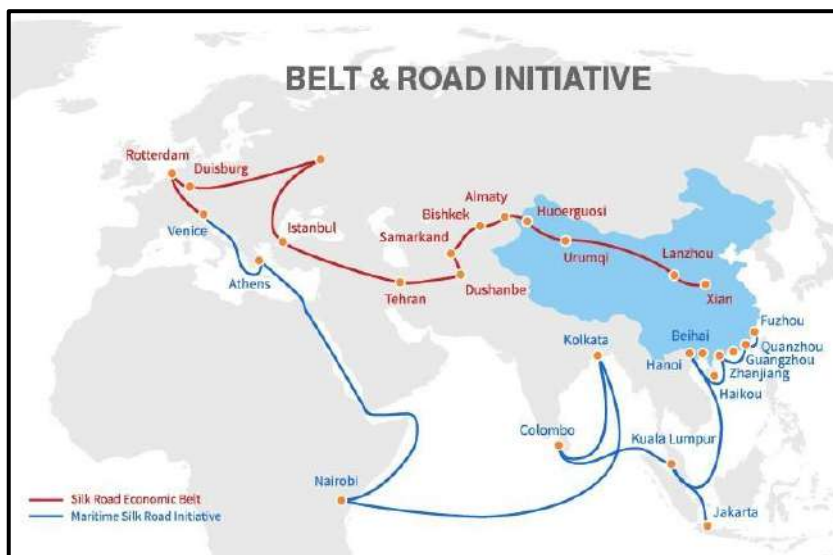 BELT & ROAD INITIATIVE
Rotterdam
Duisburg
Venice
Istanbul
Athens
Tehran
Samarkand
Dushanbe
Bishkek
Almaty
Huoerguosi
Urumqi
Lanzhou
Xian
Fuzhou
Quanzhou
Guangzhou
Zhanjiang
Haikou
Beihai
Hanoi
Kolkata
Colombo
Kuala Lumpur
Jakarta
Nairobi
Silk Road Economic Belt
Maritime Silk Road Initiative